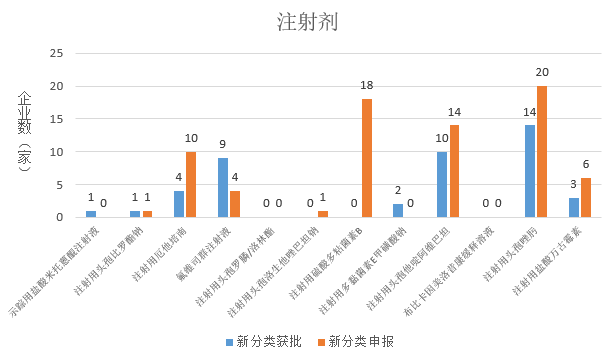 注射剂
企业数（家）
25
20
15
10
5
0
1 0 1 1 4 10 9 4 0 0 0 1 0 18 2 0 10 14 0 0 14 20 3 6
示踪用盐酸米托蒽醌注射液
注射用头孢比罗酯钠
注射用厄他培南
氟维司群注射液
注射用头孢罗膦/洛林酯
注射用头孢洛生他唑巴坦钠
注射用硫酸多粘菌素B
注射用多黏菌素E甲磺酸钠
注射用头孢他啶阿维巴坦
布比卡因美洛昔康缓释溶液
注射用头孢唑肟
注射用盐酸万古霉素
新分类获批 新分类申报